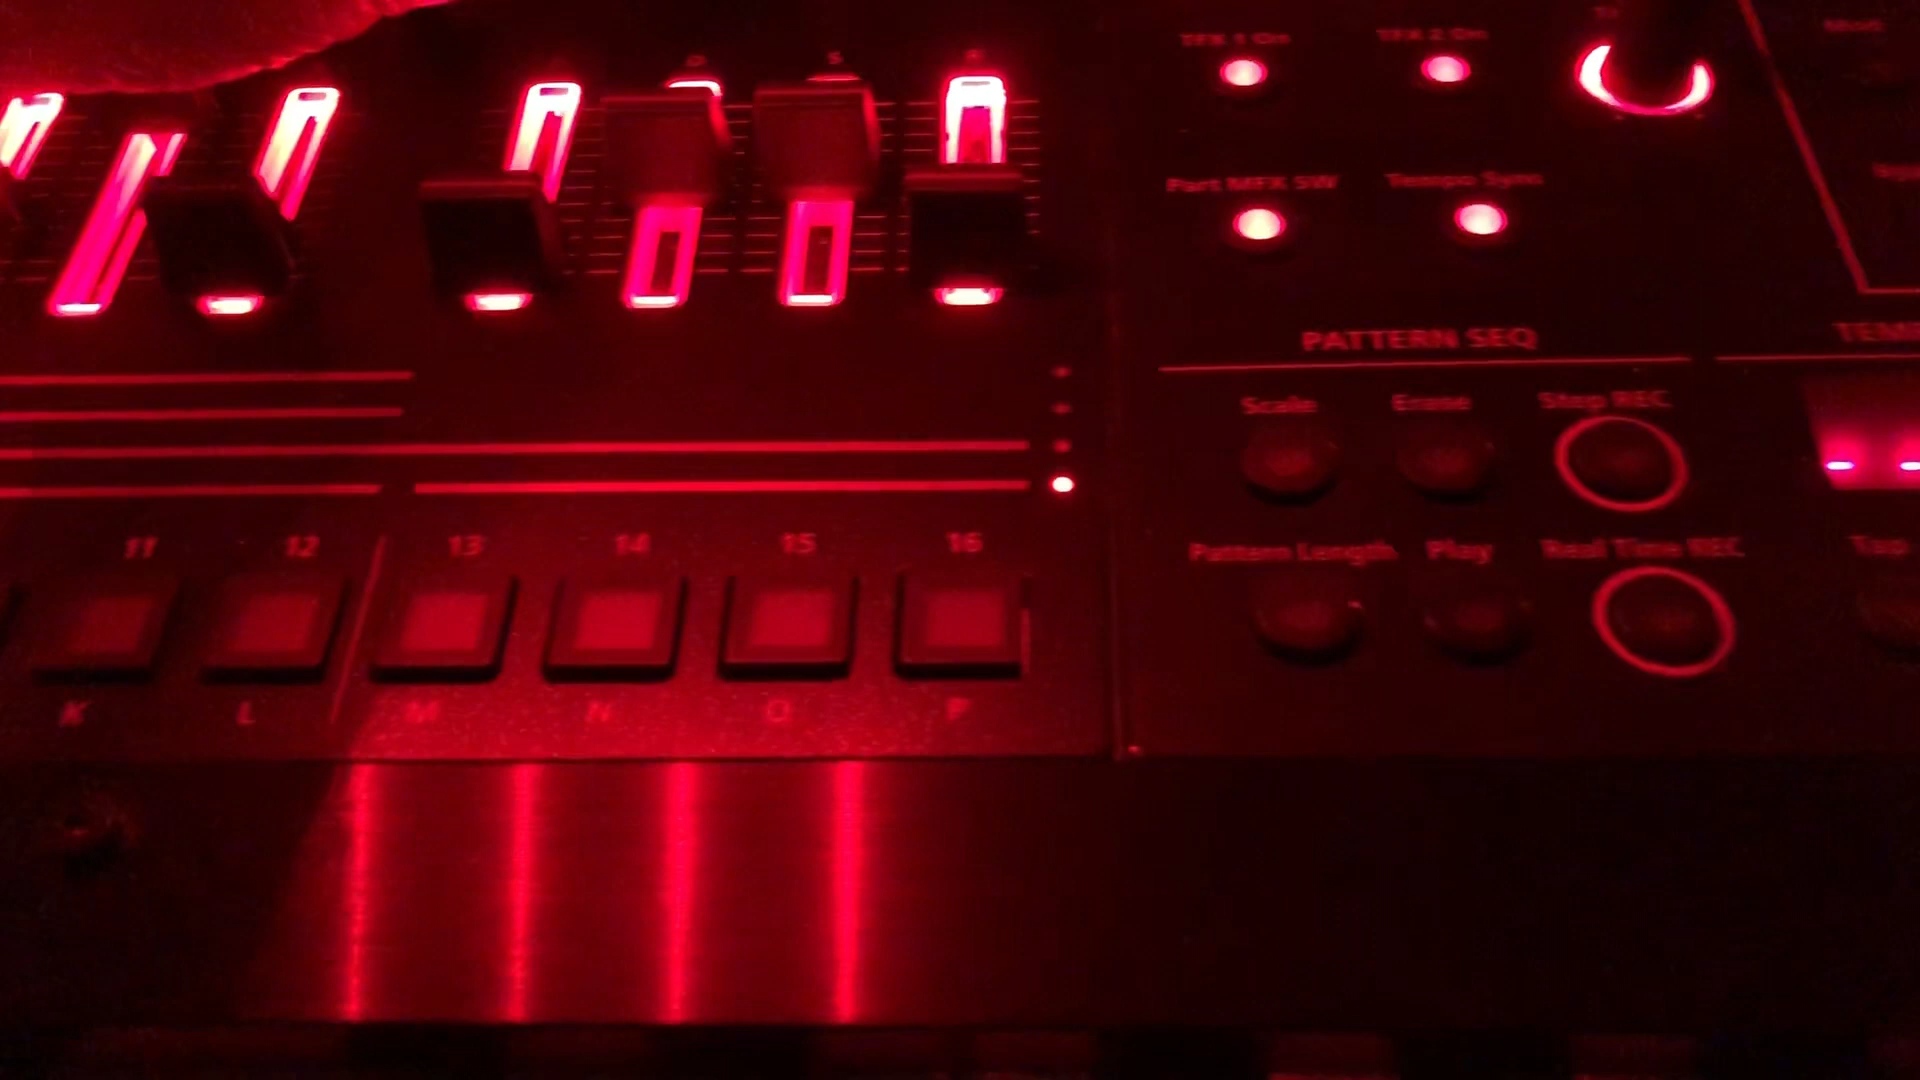 D S R
TFX 1 On TFX 2 On
Part MFX SW Tempo Sync
PATTERN SEQ
Scale Erase Step REC
11 12 13 14 15 16
Pattern Length Play Real Time REC
Tap
K L M N O P